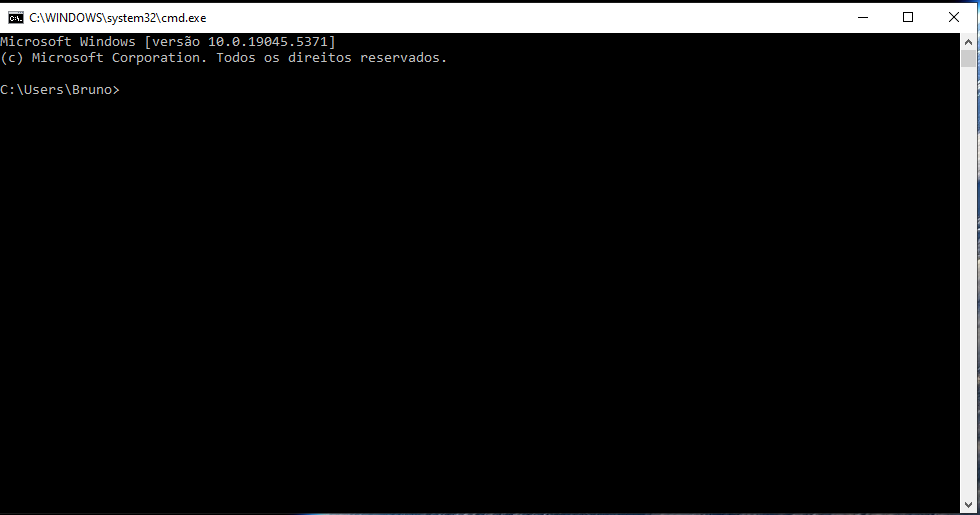 C:\WINDOWS\system32\cmd.exe
Microsoft Windows [versão 10.0.19045.5371]
(c) Microsoft Corporation. Todos os direitos reservados.
C:\Users\Bruno>